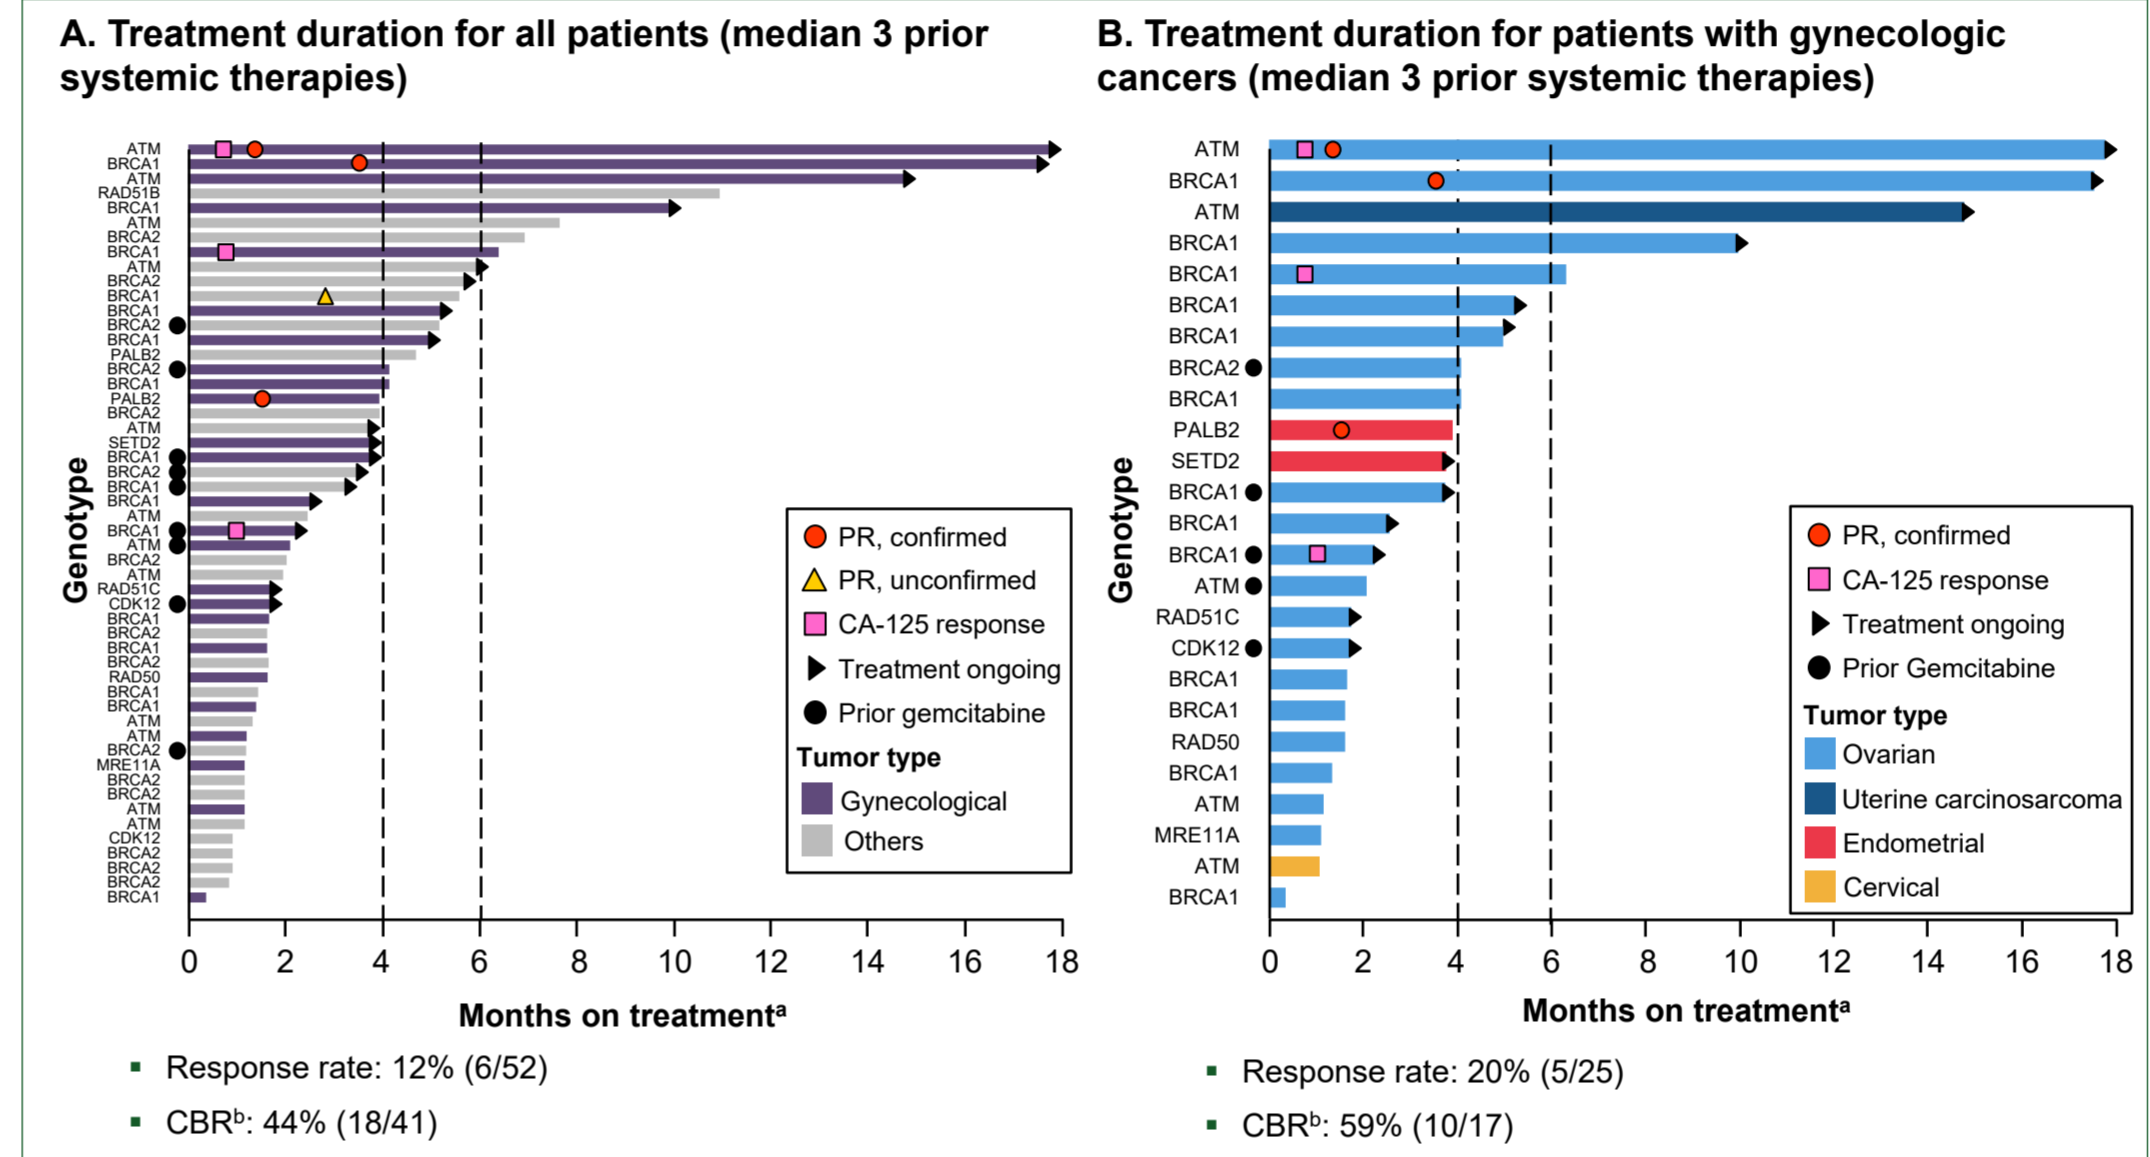 A. Treatment duration for all patients (median 3 prior
systemic therapies)
ATM
BRCA1
ATM
RAD51B
BRCA1
ATM
BRCA2
BRCA1
ATM
BRCA2
BRCA1
BRCA1
BRCA2
BRCA1
PALB2
BRCA2
BRCA1
PALB2
BRCA2
ATM
SETD2
BRCA1
BRCA2
BRCA1
BRCA1
ATM
BRCA1
ATM
BRCA2
ATM
RAD51C
CDK12
BRCA1
BRCA2
BRCA1
BRCA2
RAD50
BRCA1
BRCA1
ATM
ATM
BRCA2
MRE11A
BRCA2
BRCA2
ATM
ATM
CDK12
BRCA2
BRCA2
BRCA2
BRCA1
Genotype
PR, confirmed
PR, unconfirmed
CA-125 response
Treatment ongoing
Prior gemcitabine
Tumor type
Gynecological
Others
0 2 4 6 8 10 12 14 16 18
Months on treatmentᵃ
▪ Response rate: 12% (6/52)
▪ CBRᵇ: 44% (18/41)
B. Treatment duration for patients with gynecologic
cancers (median 3 prior systemic therapies)
ATM
BRCA1
ATM
BRCA1
BRCA1
BRCA1
BRCA1
BRCA2
BRCA1
PALB2
SETD2
BRCA1
BRCA1
BRCA1
ATM
RAD51C
CDK12
BRCA1
BRCA1
RAD50
BRCA1
ATM
MRE11A
ATM
BRCA1
Genotype
PR, confirmed
CA-125 response
Treatment ongoing
Prior Gemcitabine
Tumor type
Ovarian
Uterine carcinosarcoma
Endometrial
Cervical
0 2 4 6 8 10 12 14 16 18
Months on treatmentᵃ
▪ Response rate: 20% (5/25)
▪ CBRᵇ: 59% (10/17)